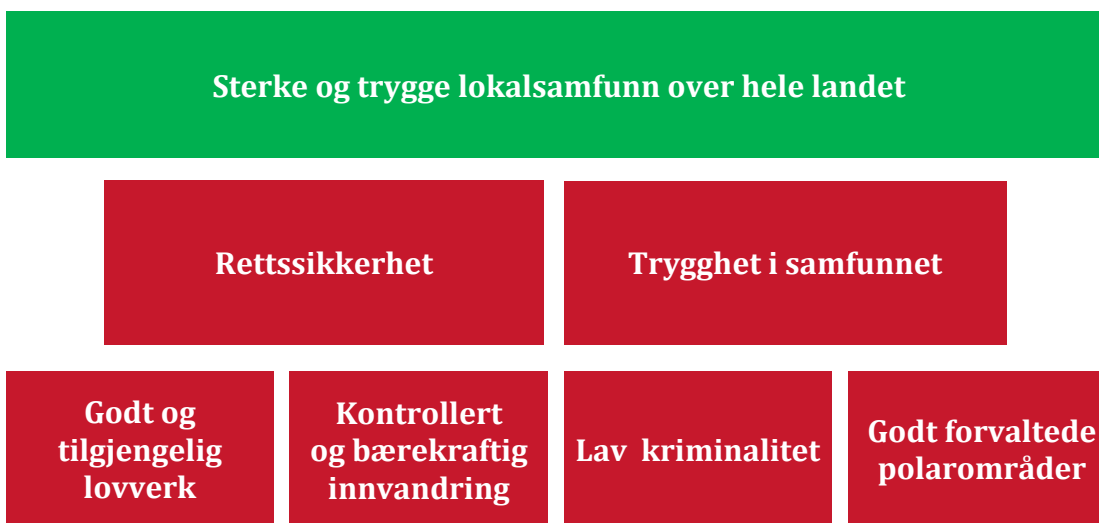 Sterke og trygge lokalsamfunn over hele landet
Rettssikkerhet
Trygghet i samfunnet
Godt og
tilgjengelig
lovverk
Kontrollert
og bærekraftig
innvandring
Lav kriminalitet
Godt forvaltede
polarområder